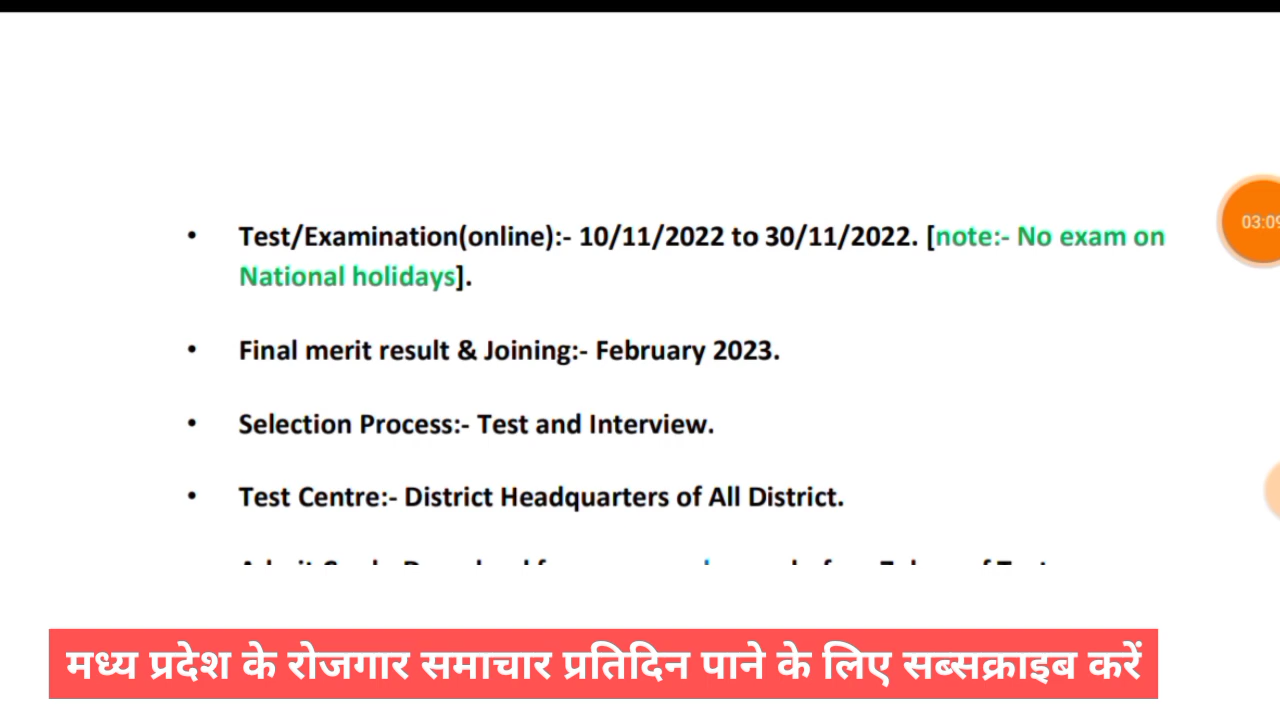 • Test/Examination(online):- 10/11/2022 to 30/11/2022. [note:- No exam on
National holidays].
• Final merit result & Joining:- February 2023.
• Selection Process:- Test and Interview.
• Test Centre:- District Headquarters of All District.
मध्य प्रदेश के रोजगार समाचार प्रतिदिन पाने के लिए सब्सक्राइब करें